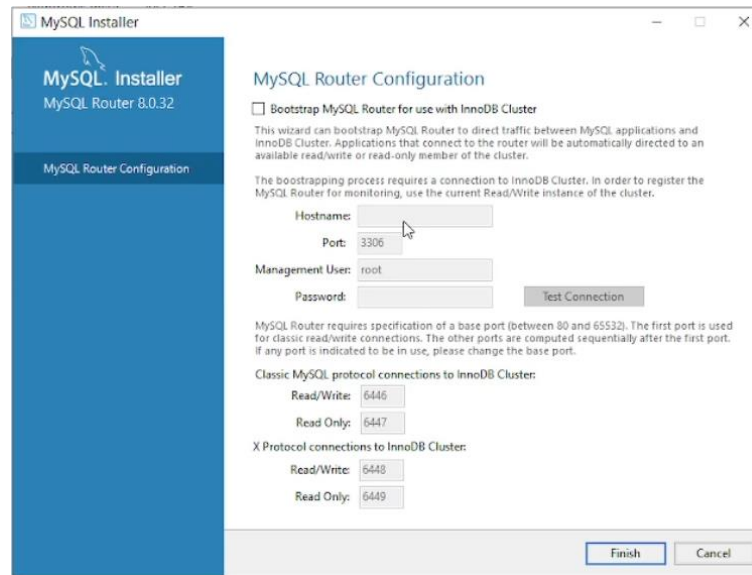 MySQL Installer
MySQL. Installer
MySQL Router 8.0.32
MySQL Router Configuration
MySQL Router Configuration
Bootstrap MySQL Router for use with InnoDB Cluster
This wizard can bootstrap MySQL Router to direct traffic between MySQL applications and
InnoDB Cluster. Applications that connect to the router will be automatically directed to an
available read/write or read-only member of the cluster.
The boostrapping process requires a connection to InnoDB Cluster. In order to register the
MySQL Router for monitoring, use the current Read/Write instance of the cluster.
Hostname:
Port: 3306
Management User: root
Password: Test Connection
MySQL Router requires specification of a base port (between 80 and 65532). The first port is used
for classic read/write connections. The other ports are computed sequentially after the first port.
If any port is indicated to be in use, please change the base port.
Classic MySQL protocol connections to InnoDB Cluster:
Read/Write: 6446
Read Only: 6447
X Protocol connections to InnoDB Cluster:
Read/Write: 6448
Read Only: 6449
Finish Cancel